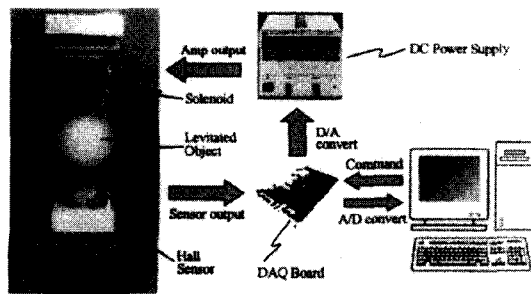 Amp output
DC Power Supply
Solenoid
Levitated
Object
D/A
convert
Command
Sensor output
A/D convert
Hall
Sensor
DAQ Board